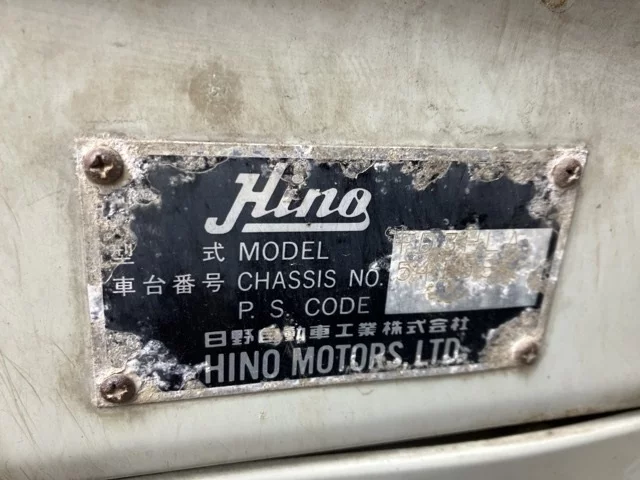 Hino
型式 MODEL
車台番号 CHASSIS NO.
P. S. CODE
日野自動車工業株式会社
HINO MOTORS, LTD.